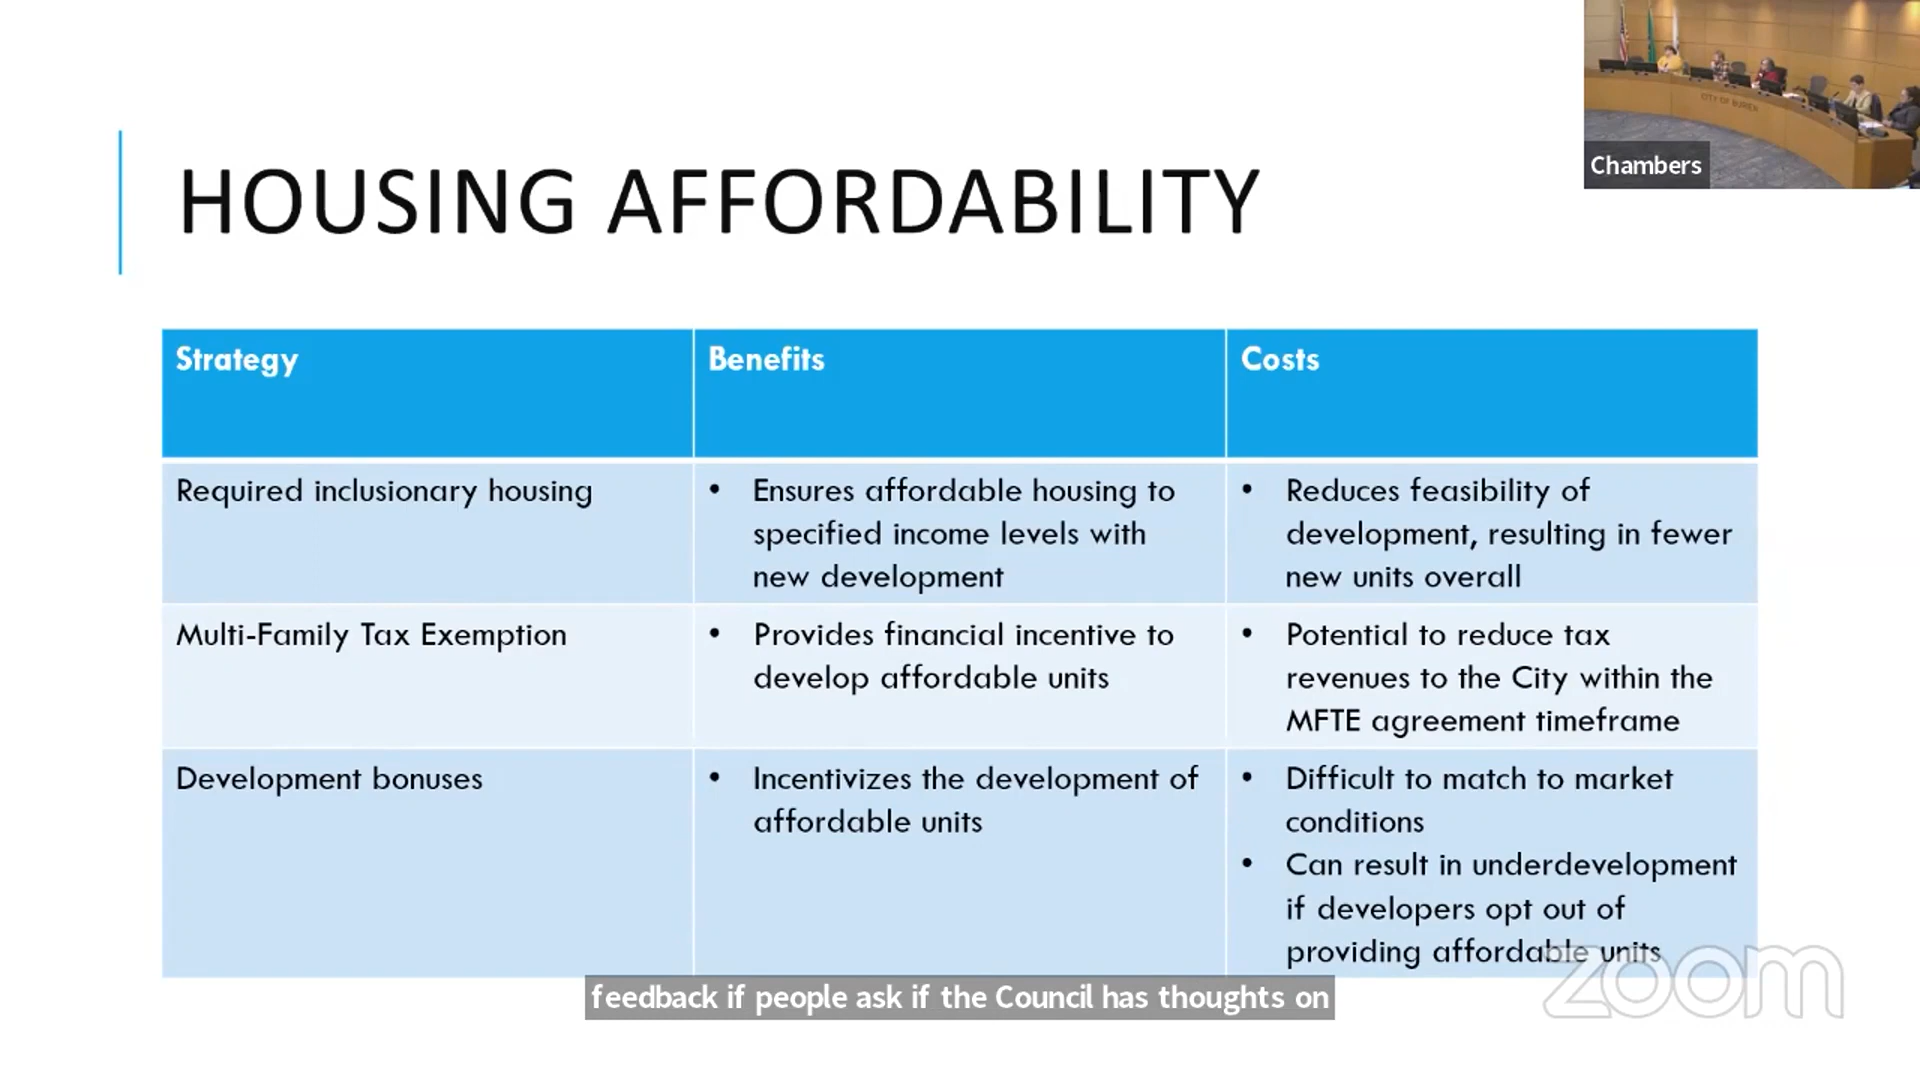 CITY OF BURIEN
Chambers
HOUSING AFFORDABILITY
Strategy
Benefits
Costs
Required inclusionary housing
• Ensures affordable housing to
specified income levels with
new development
• Reduces feasibility of
development, resulting in fewer
new units overall
Multi-Family Tax Exemption
• Provides financial incentive to
develop affordable units
• Potential to reduce tax
revenues to the City within the
MFTE agreement timeframe
Development bonuses
• Incentivizes the development of
affordable units
• Difficult to match to market
conditions
• Can result in underdevelopment
if developers opt out of
providing affordable units
zoom
feedback if people ask if the Council has thoughts on